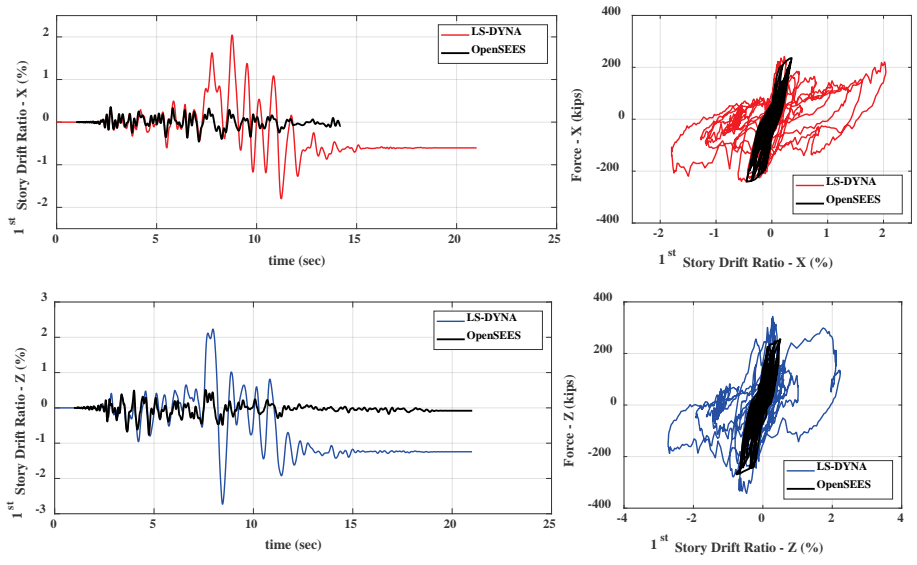 2
1
0
-1
-2
0
5
10
15
20
25
1st Story Drift Ratio - X (%)
time (sec)
LS-DYNA
OpenSEES
400
200
0
-200
-400
-2
-1
0
1
2
Force - X (kips)
1st Story Drift Ratio - X (%)
LS-DYNA
OpenSEES
3
2
1
0
-1
-2
-3
0
5
10
15
20
25
1st Story Drift Ratio - Z (%)
time (sec)
LS-DYNA
OpenSEES
400
200
0
-200
-400
-4
-2
0
2
4
Force - Z (kips)
1st Story Drift Ratio - Z (%)
LS-DYNA
OpenSEES